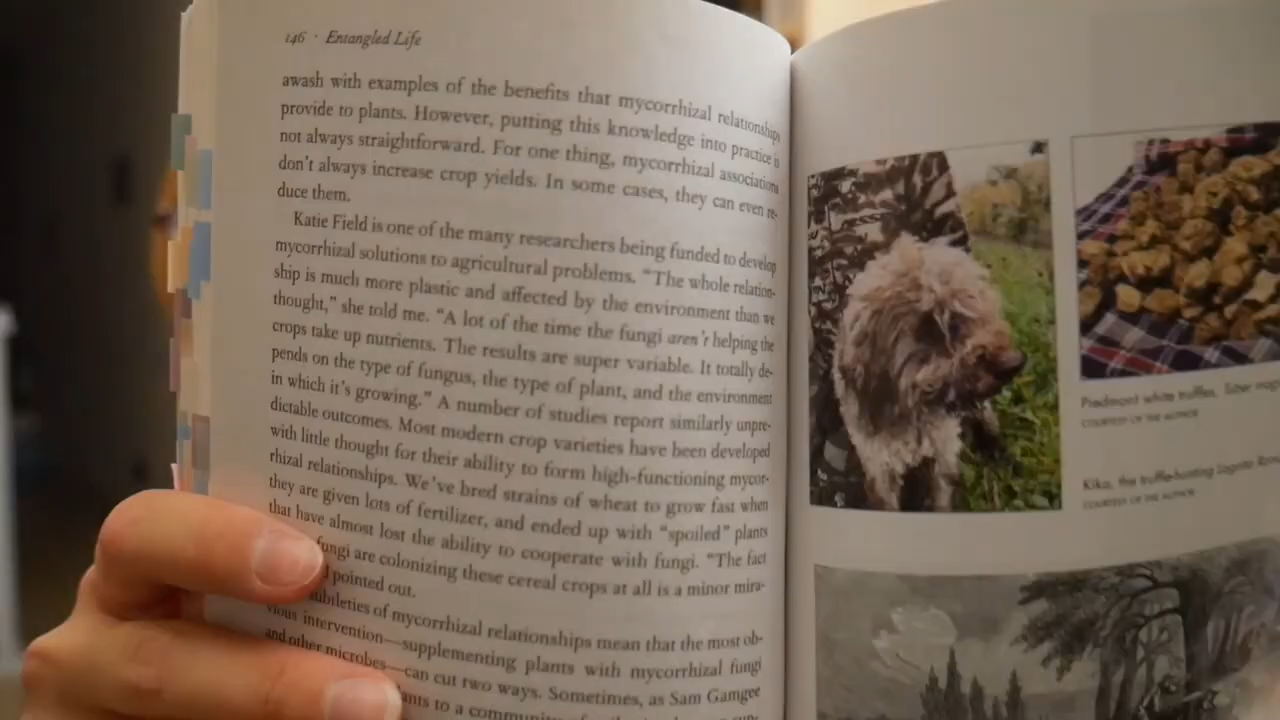 146 · Entangled Life
awash with examples of the benefits that mycorrhizal relationships
provide to plants. However, putting this knowledge into practice is
not always straightforward. For one thing, mycorrhizal associations
don't always increase crop yields. In some cases, they can even re-
duce them.
Katie Field is one of the many researchers being funded to develop
mycorrhizal solutions to agricultural problems. "The whole relation-
ship is much more plastic and affected by the environment than we
thought," she told me. "A lot of the time the fungi aren't helping the
crops take up nutrients. The results are super variable. It totally de-
pends on the type of fungus, the type of plant, and the environment
in which it's growing." A number of studies report similarly unpre-
dictable outcomes. Most modern crop varieties have been developed
with little thought for their ability to form high-functioning mycor-
rhizal relationships. We've bred strains of wheat to grow fast when
they are given lots of fertilizer, and ended up with "spoiled" plants
that have almost lost the ability to cooperate with fungi. "The fact
fungi are colonizing these cereal crops at all is a minor mira-
pointed out.
subtleties of mycorrhizal relationships mean that the most ob-
vious intervention—supplementing plants with mycorrhizal fungi
and other microbes—can cut two ways. Sometimes, as Sam Gamgee
to a
Piedmont white truffles,
COURTESY OF THE AUTHOR
Kika, the truffle-hunting Lagotto
COURTESY OF THE AUTHOR